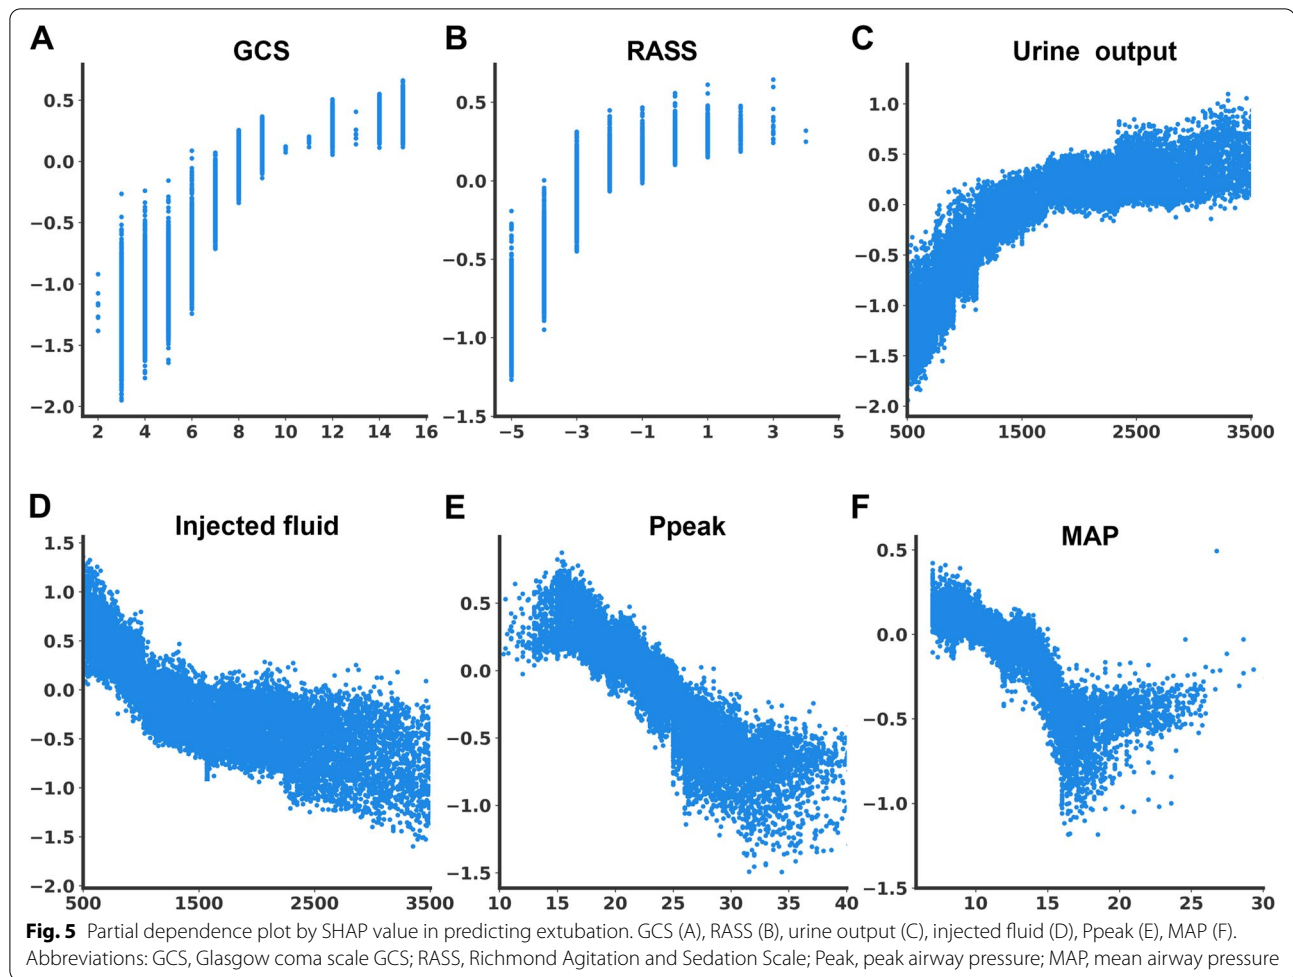 A
GCS
0.5
0.0
−0.5
−1.0
−1.5
−2.0
2 4 6 8 10 12 14 16
B
RASS
0.5
0.0
−0.5
−1.0
−1.5
−5 −3 −1 1 3 5
C
Urine output
1.0
0.5
0.0
−0.5
−1.0
−1.5
−2.0
500 1500 2500 3500
D
Injected fluid
1.5
1.0
0.5
0.0
−0.5
−1.0
−1.5
−2.0
500 1500 2500 3500
E
Ppeak
0.5
0.0
−0.5
−1.0
−1.5
10 15 20 25 30 35 40
F
MAP
0.5
0.0
−0.5
−1.0
−1.5
10 15 20 25 30
Fig. 5 Partial dependence plot by SHAP value in predicting extubation. GCS (A), RASS (B), urine output (C), injected fluid (D), Ppeak (E), MAP (F).
Abbreviations: GCS, Glasgow coma scale GCS; RASS, Richmond Agitation and Sedation Scale; Peak, peak airway pressure; MAP, mean airway pressure